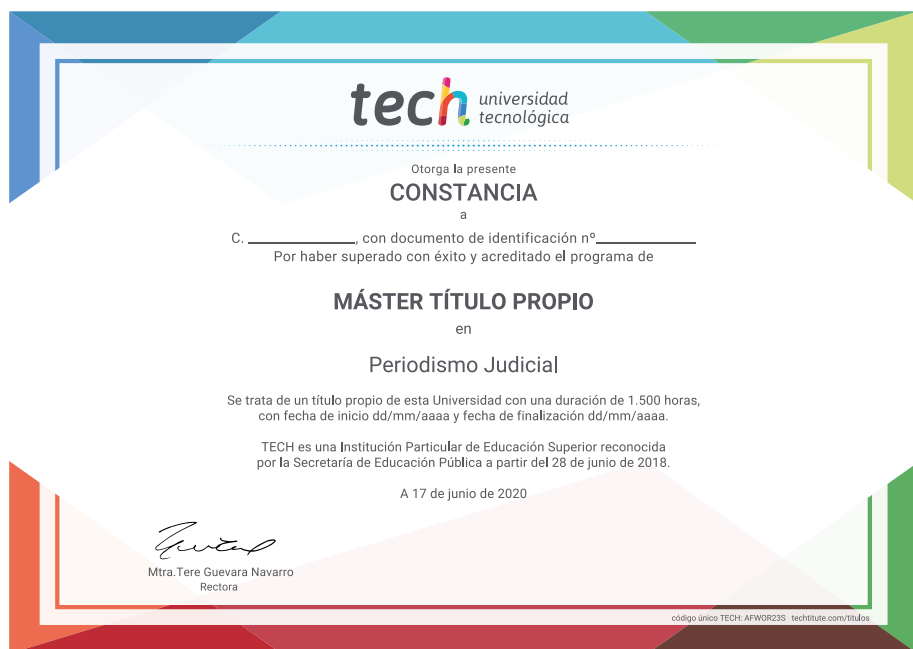 tech universidad
tecnológica
Otorga la presente
CONSTANCIA
a
C. ____________, con documento de identificación nº____________
Por haber superado con éxito y acreditado el programa de
MÁSTER TÍTULO PROPIO
en
Periodismo Judicial
Se trata de un título propio de esta Universidad con una duración de 1.500 horas,
con fecha de inicio dd/mm/aaaa y fecha de finalización dd/mm/aaaa.
TECH es una Institución Particular de Educación Superior reconocida
por la Secretaría de Educación Pública a partir del 28 de junio de 2018.
A 17 de junio de 2020
Mtra.Tere Guevara Navarro
Rectora
código único TECH: AFWOR23S techtitute.com/titulos